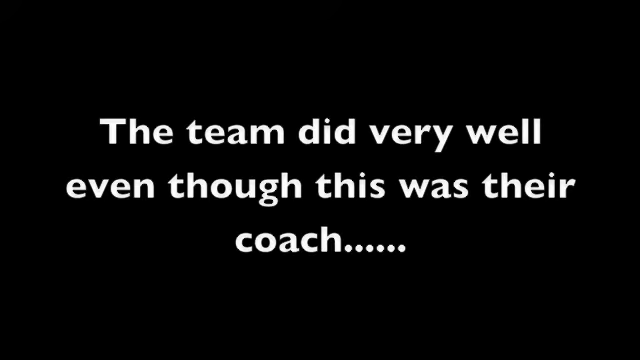 The team did very well
even though this was their
coach......